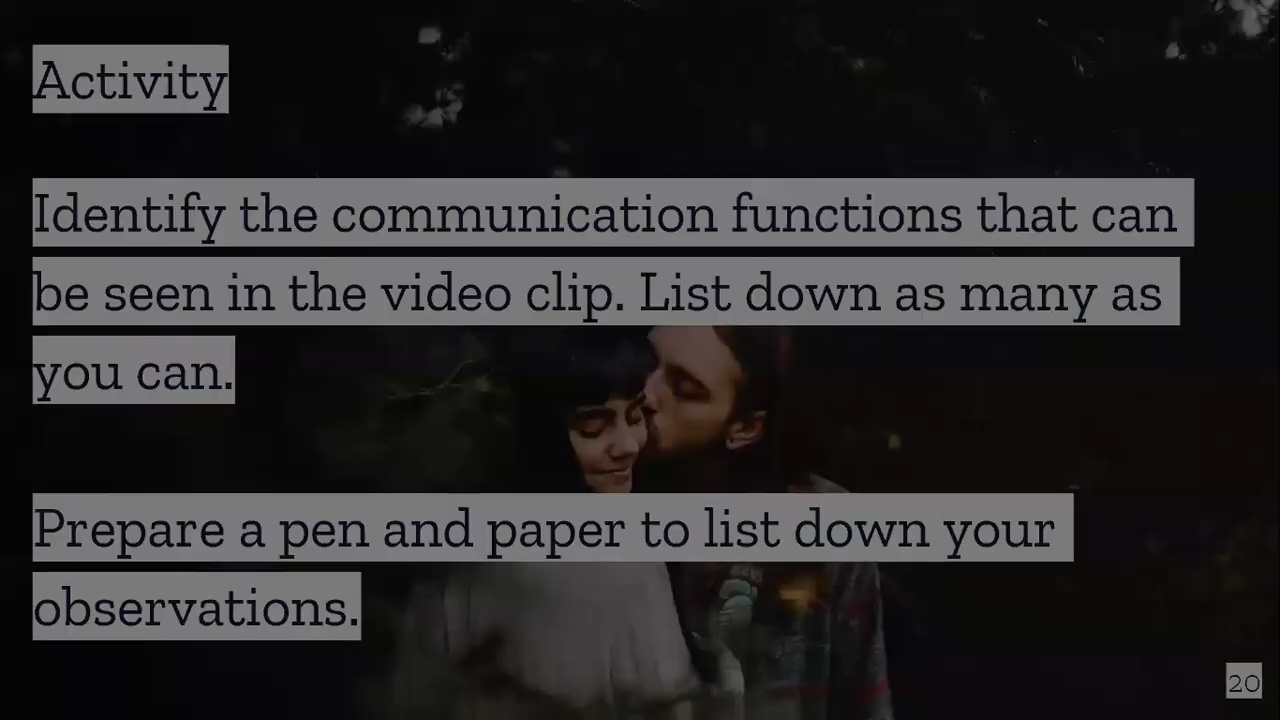 Activity
Identify the communication functions that can
be seen in the video clip. List down as many as
you can.
Prepare a pen and paper to list down your
observations.
20